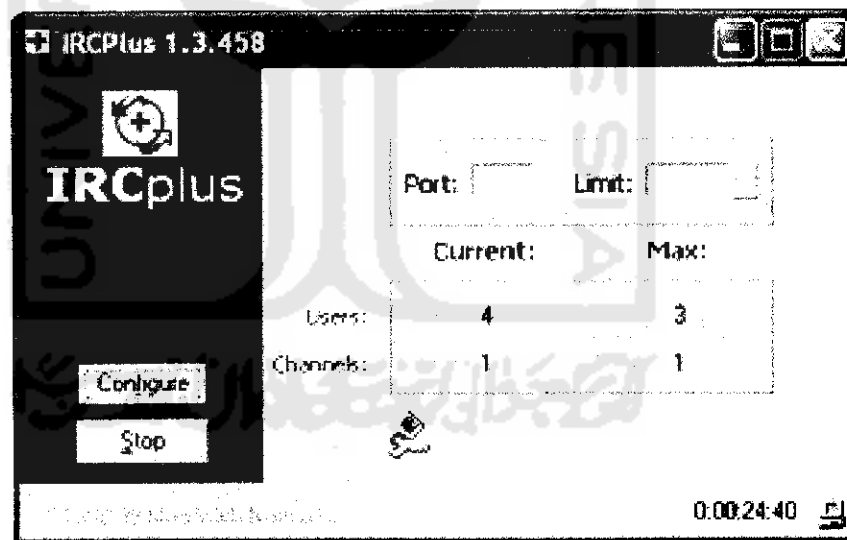 IRCPlus 1.3.458
IRCplus
Port:
Limit:
Current: Max:
Users: 4 3
Channels: 1 1
Configure
Stop
0:00:24:40